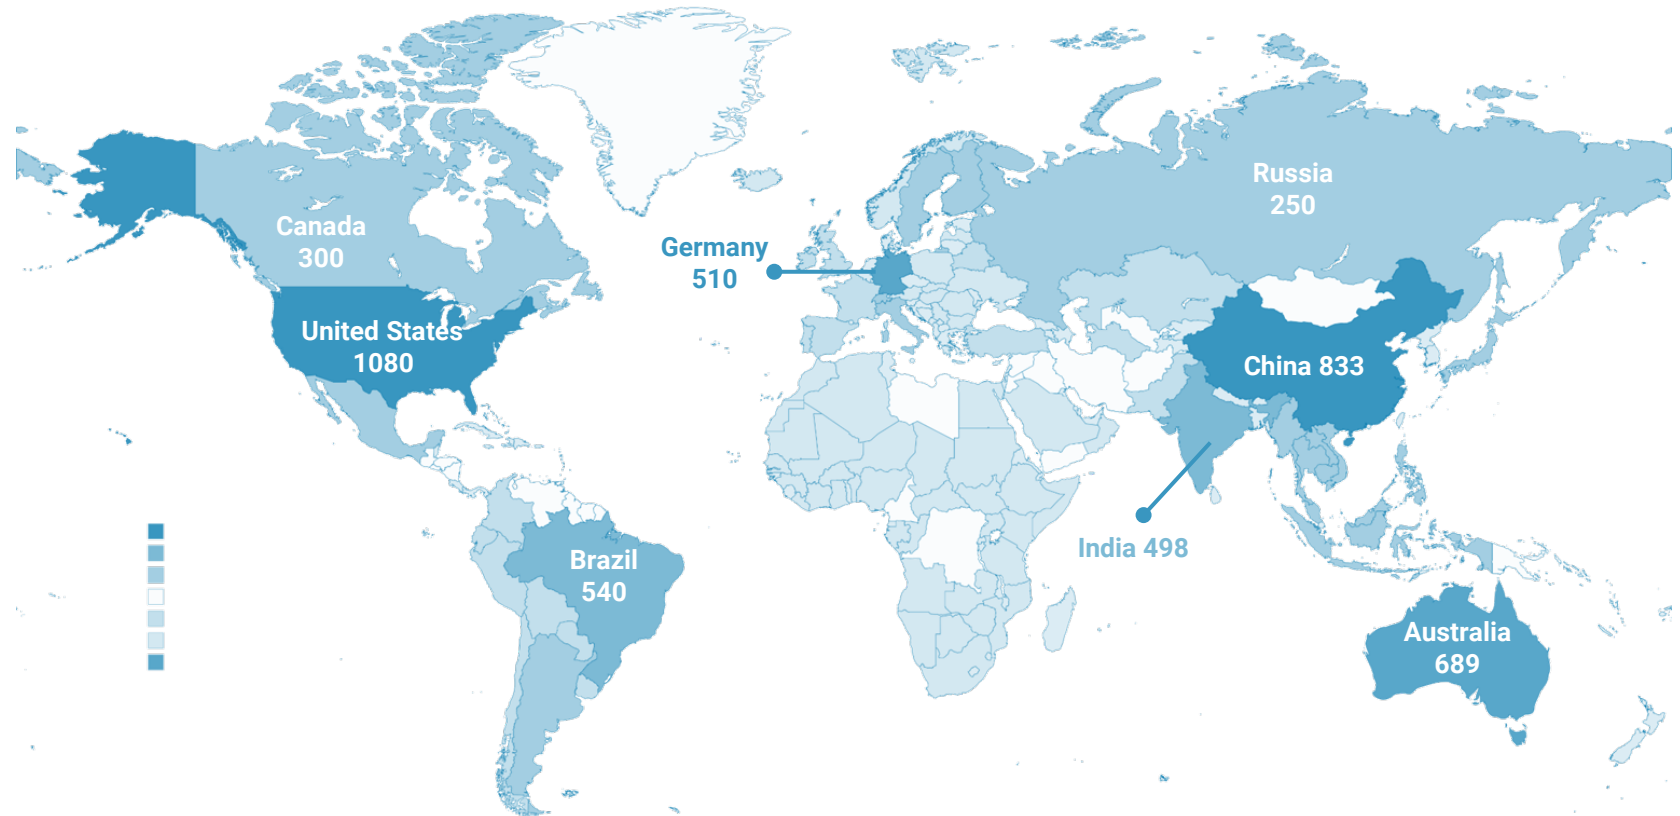 Russia
250
Canada
300
Germany
510
United States
1080
China 833
India 498
Brazil
540
Australia
689